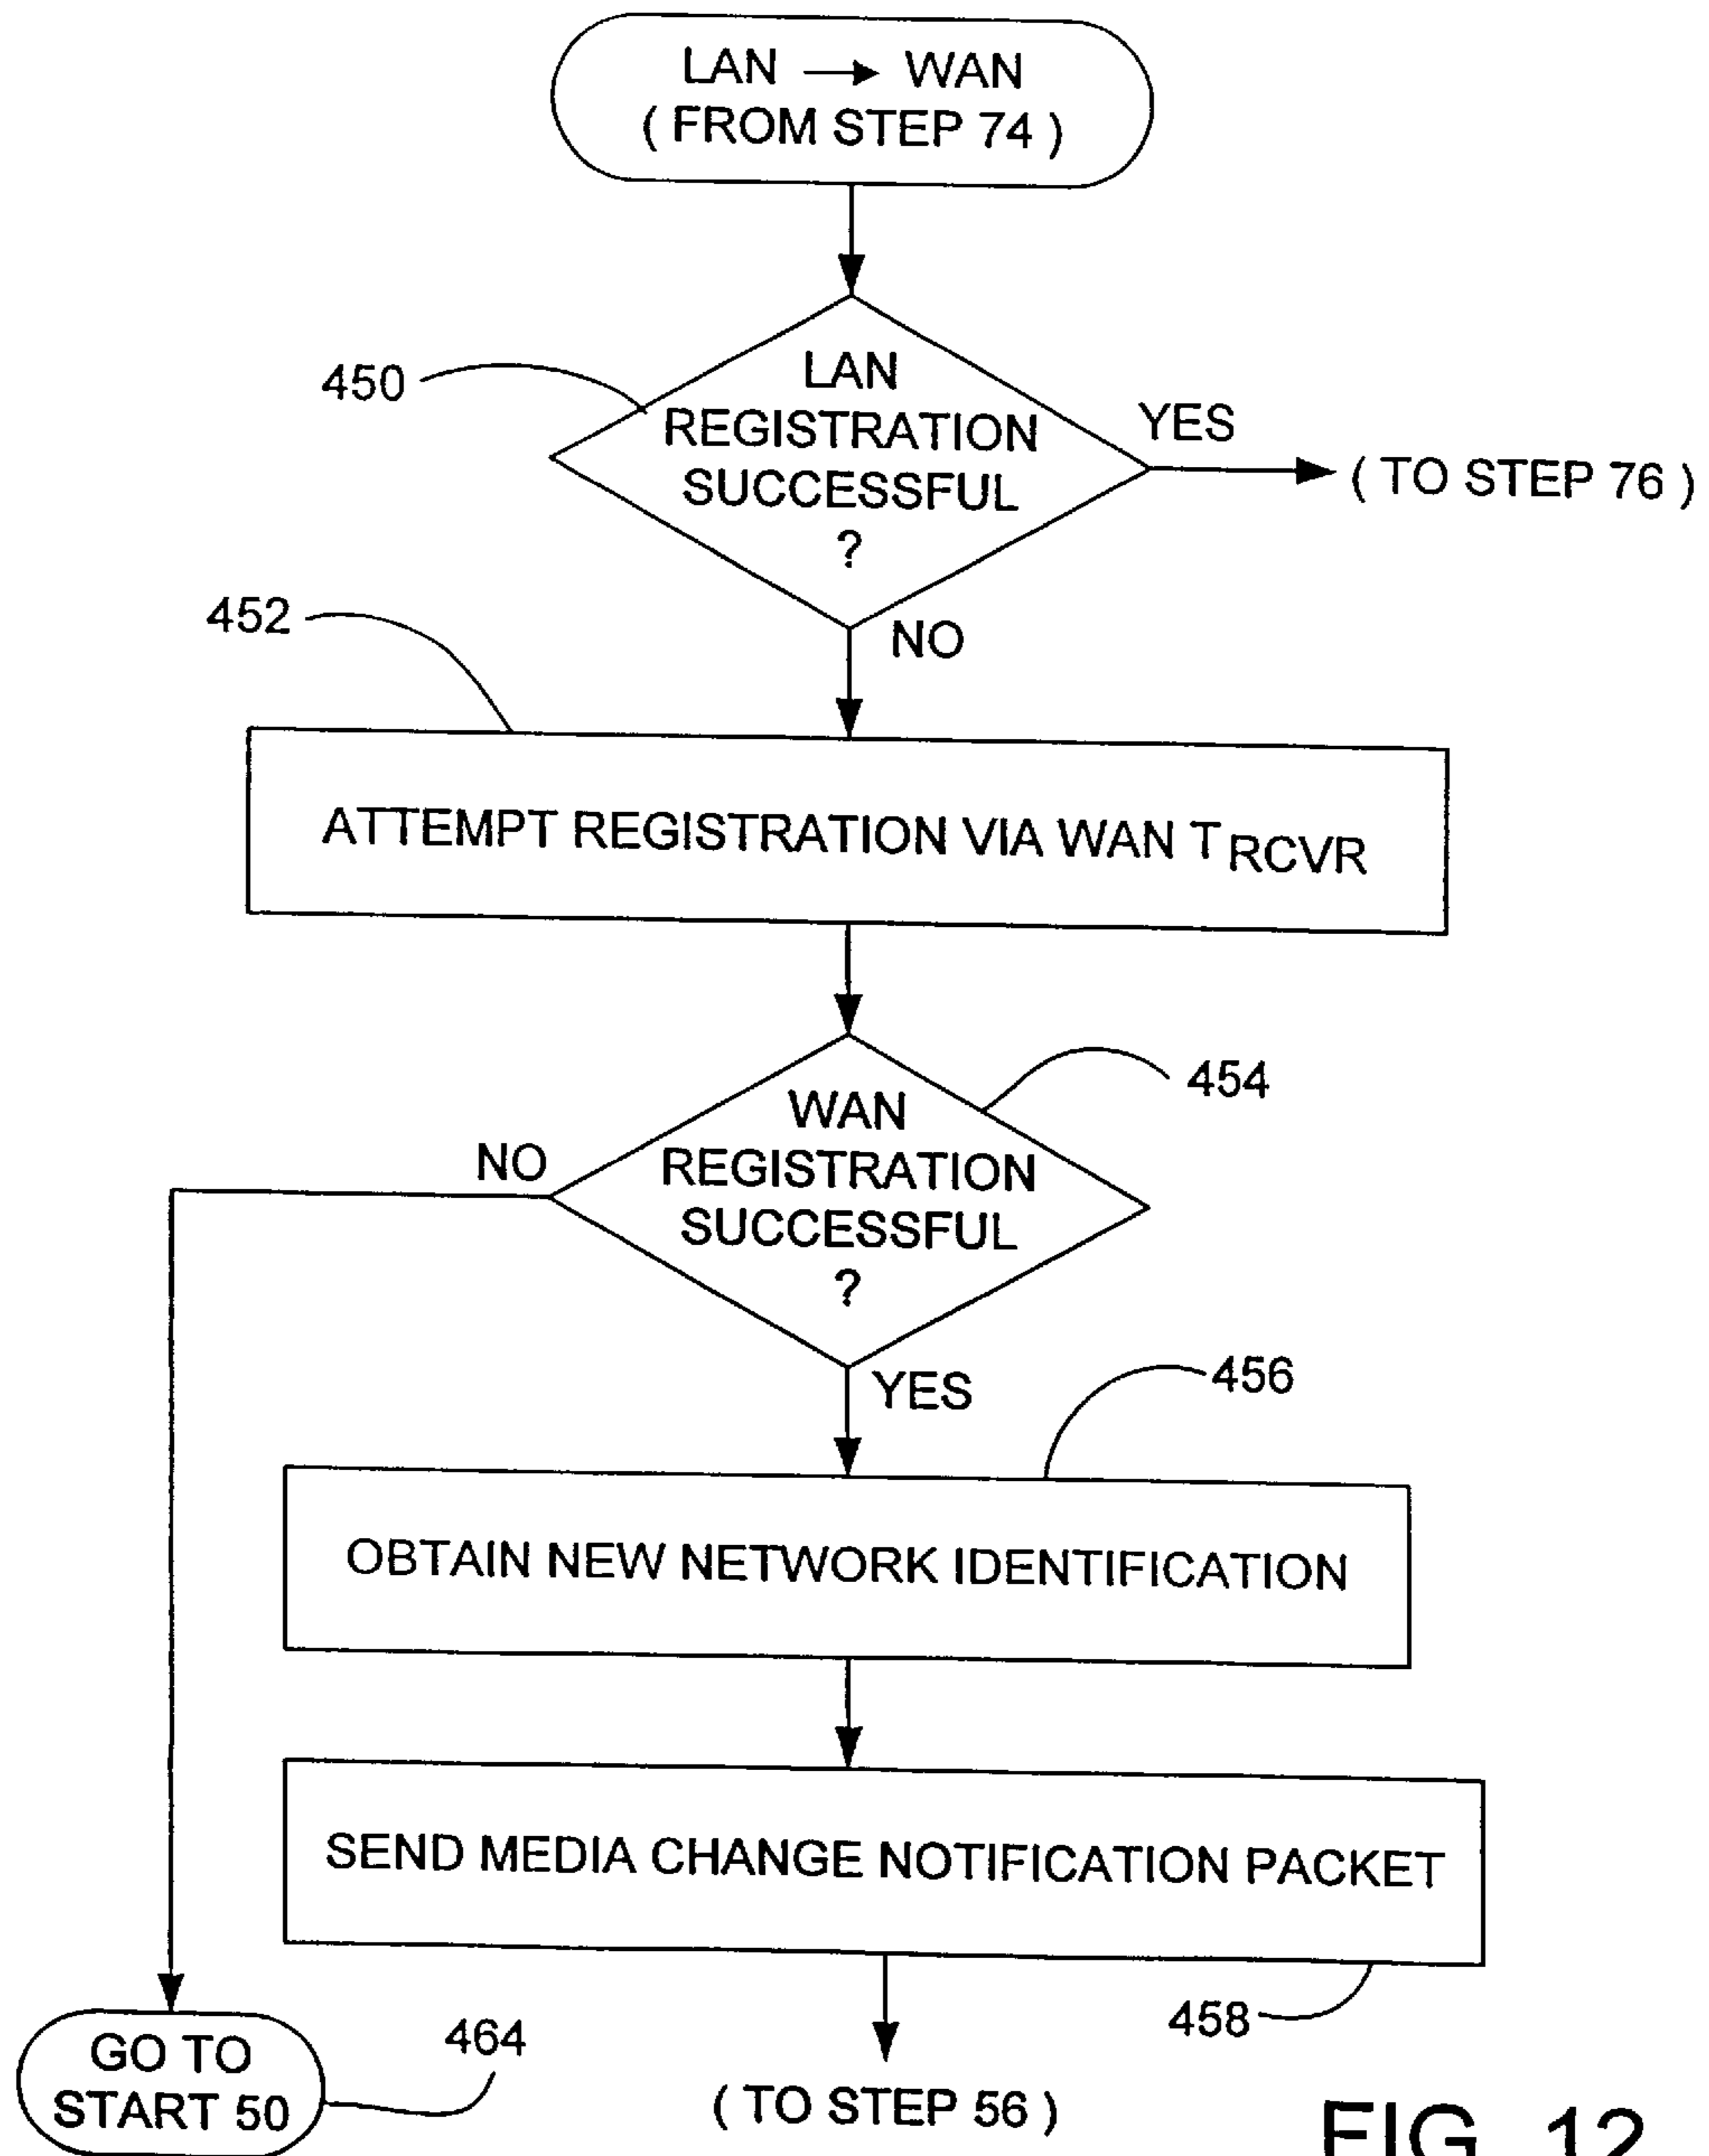 LAN → WAN
( FROM STEP 74 )
450
LAN
REGISTRATION
SUCCESSFUL
?
YES
( TO STEP 76 )
NO
452
ATTEMPT REGISTRATION VIA WAN TRCVR
454
WAN
REGISTRATION
SUCCESSFUL
?
NO
YES
456
OBTAIN NEW NETWORK IDENTIFICATION
SEND MEDIA CHANGE NOTIFICATION PACKET
458
GO TO
START 50
464
( TO STEP 56 )
FIG. 12